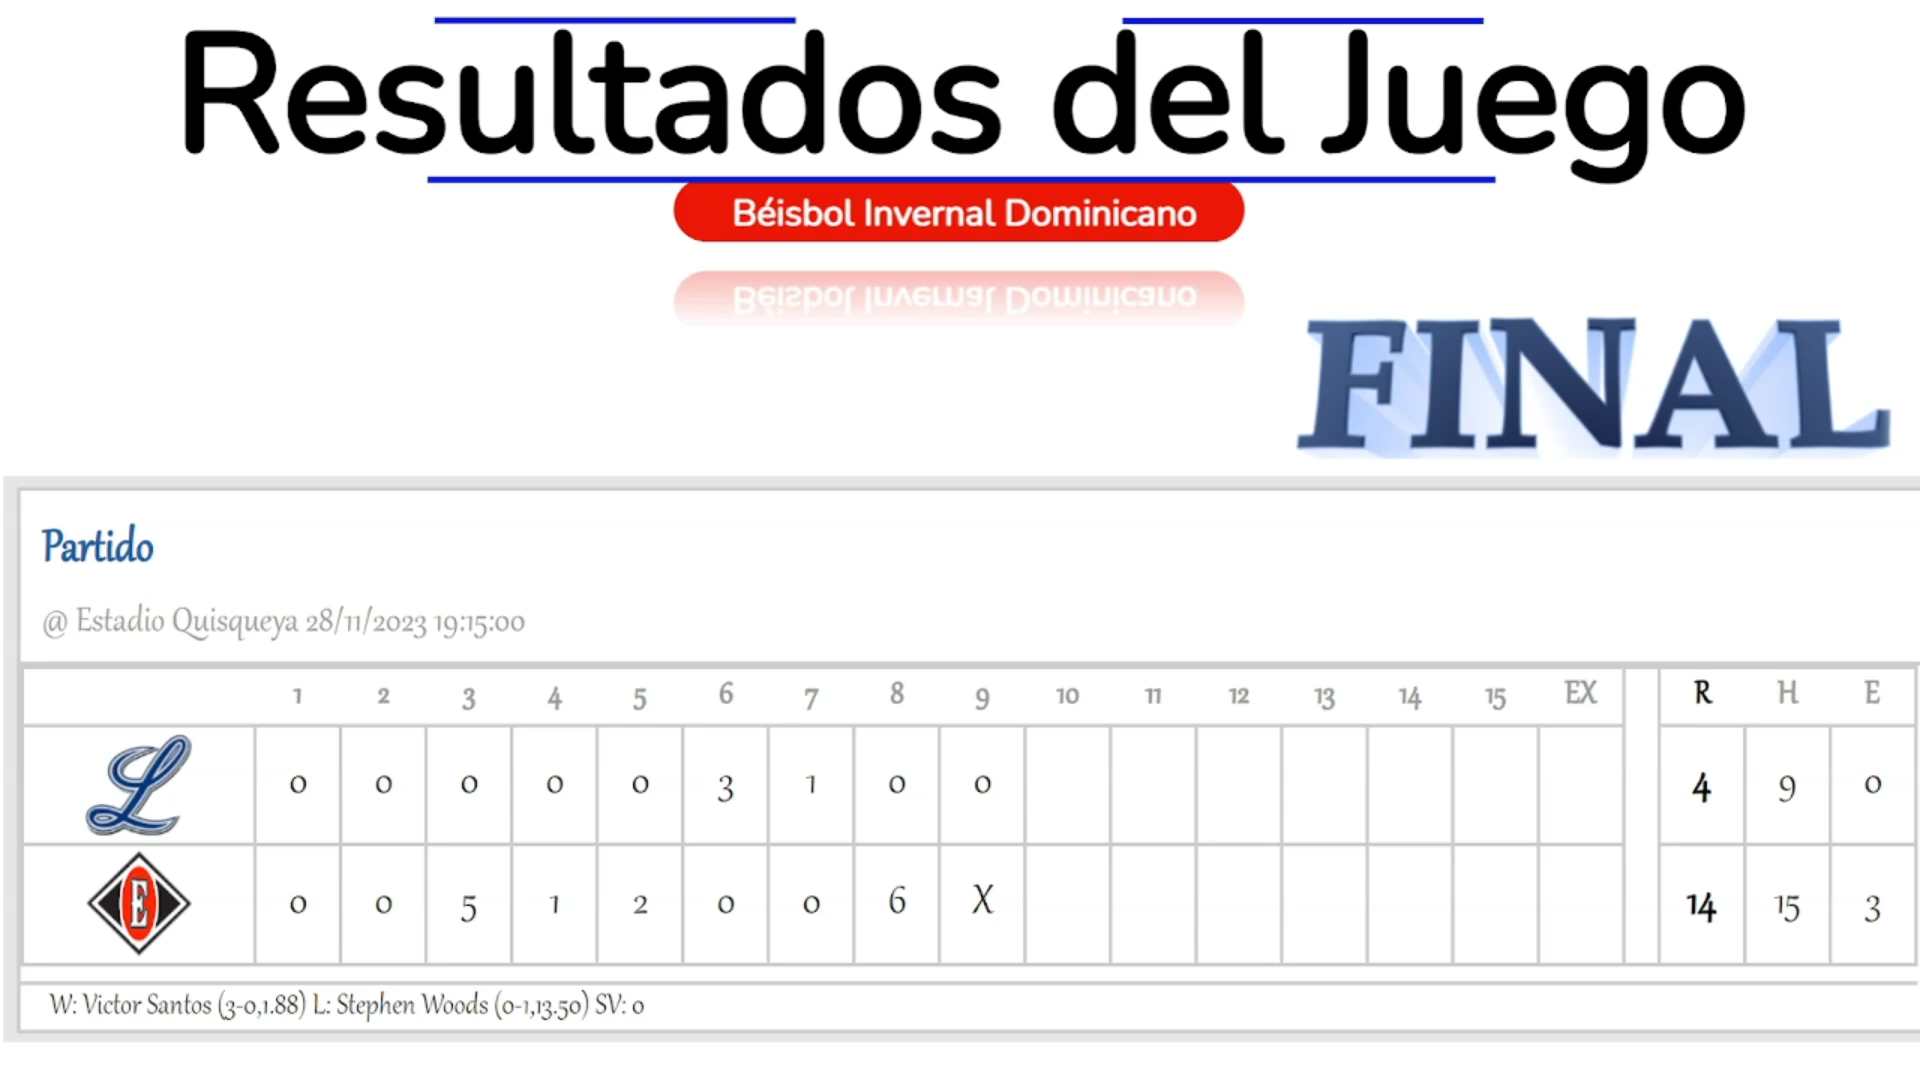 Resultados del Juego
Béisbol Invernal Dominicano
Béisbol Invernal Dominicano
FINAL
Partido
@ Estadio Quisqueya 28/11/2023 19:15:00
1 2 3 4 5 6 7 8 9 10 11 12 13 14 15 EX R H E
L 0 0 0 0 0 3 1 0 0 4 9 0
E 0 0 5 1 2 0 0 6 X 14 15 3
W: Victor Santos (3-0,1.88) L: Stephen Woods (0-1,13.50) SV: 0